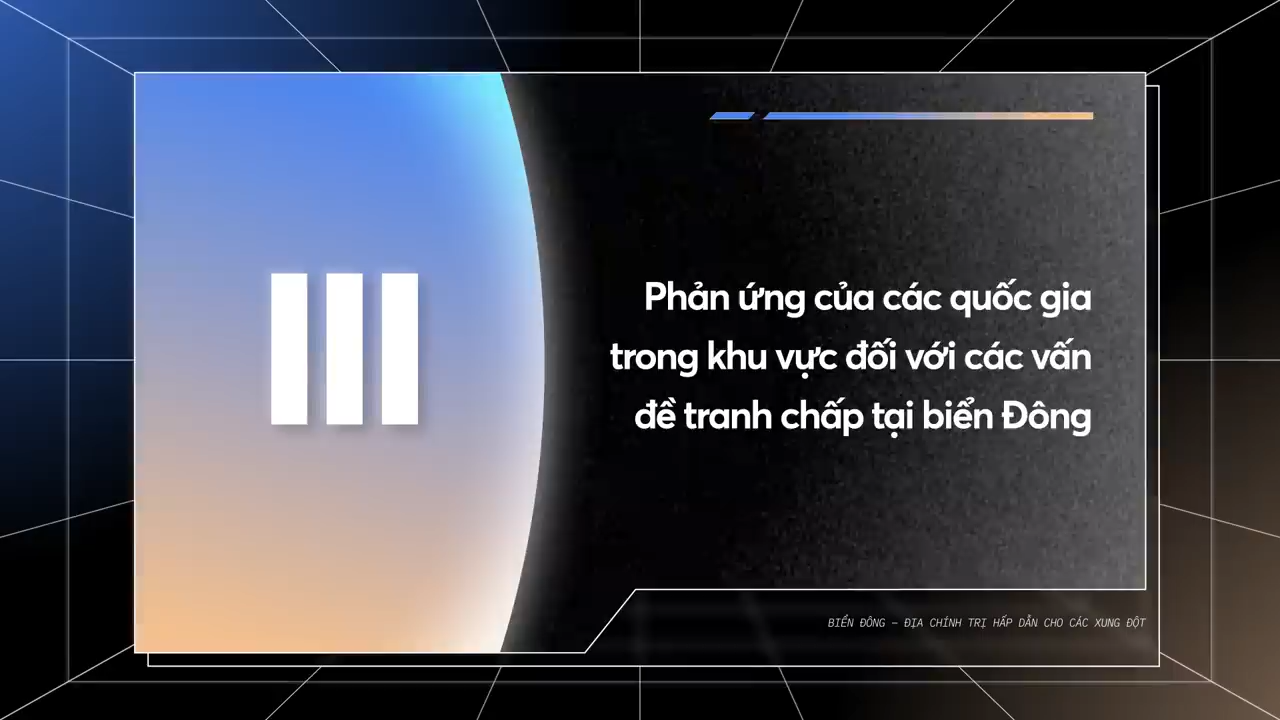 III
Phản ứng của các quốc gia
trong khu vực đối với các vấn
đề tranh chấp tại biển Đông
BIỂN ĐÔNG – ĐỊA CHÍNH TRỊ HẤP DẪN CHO CÁC XUNG ĐỘT